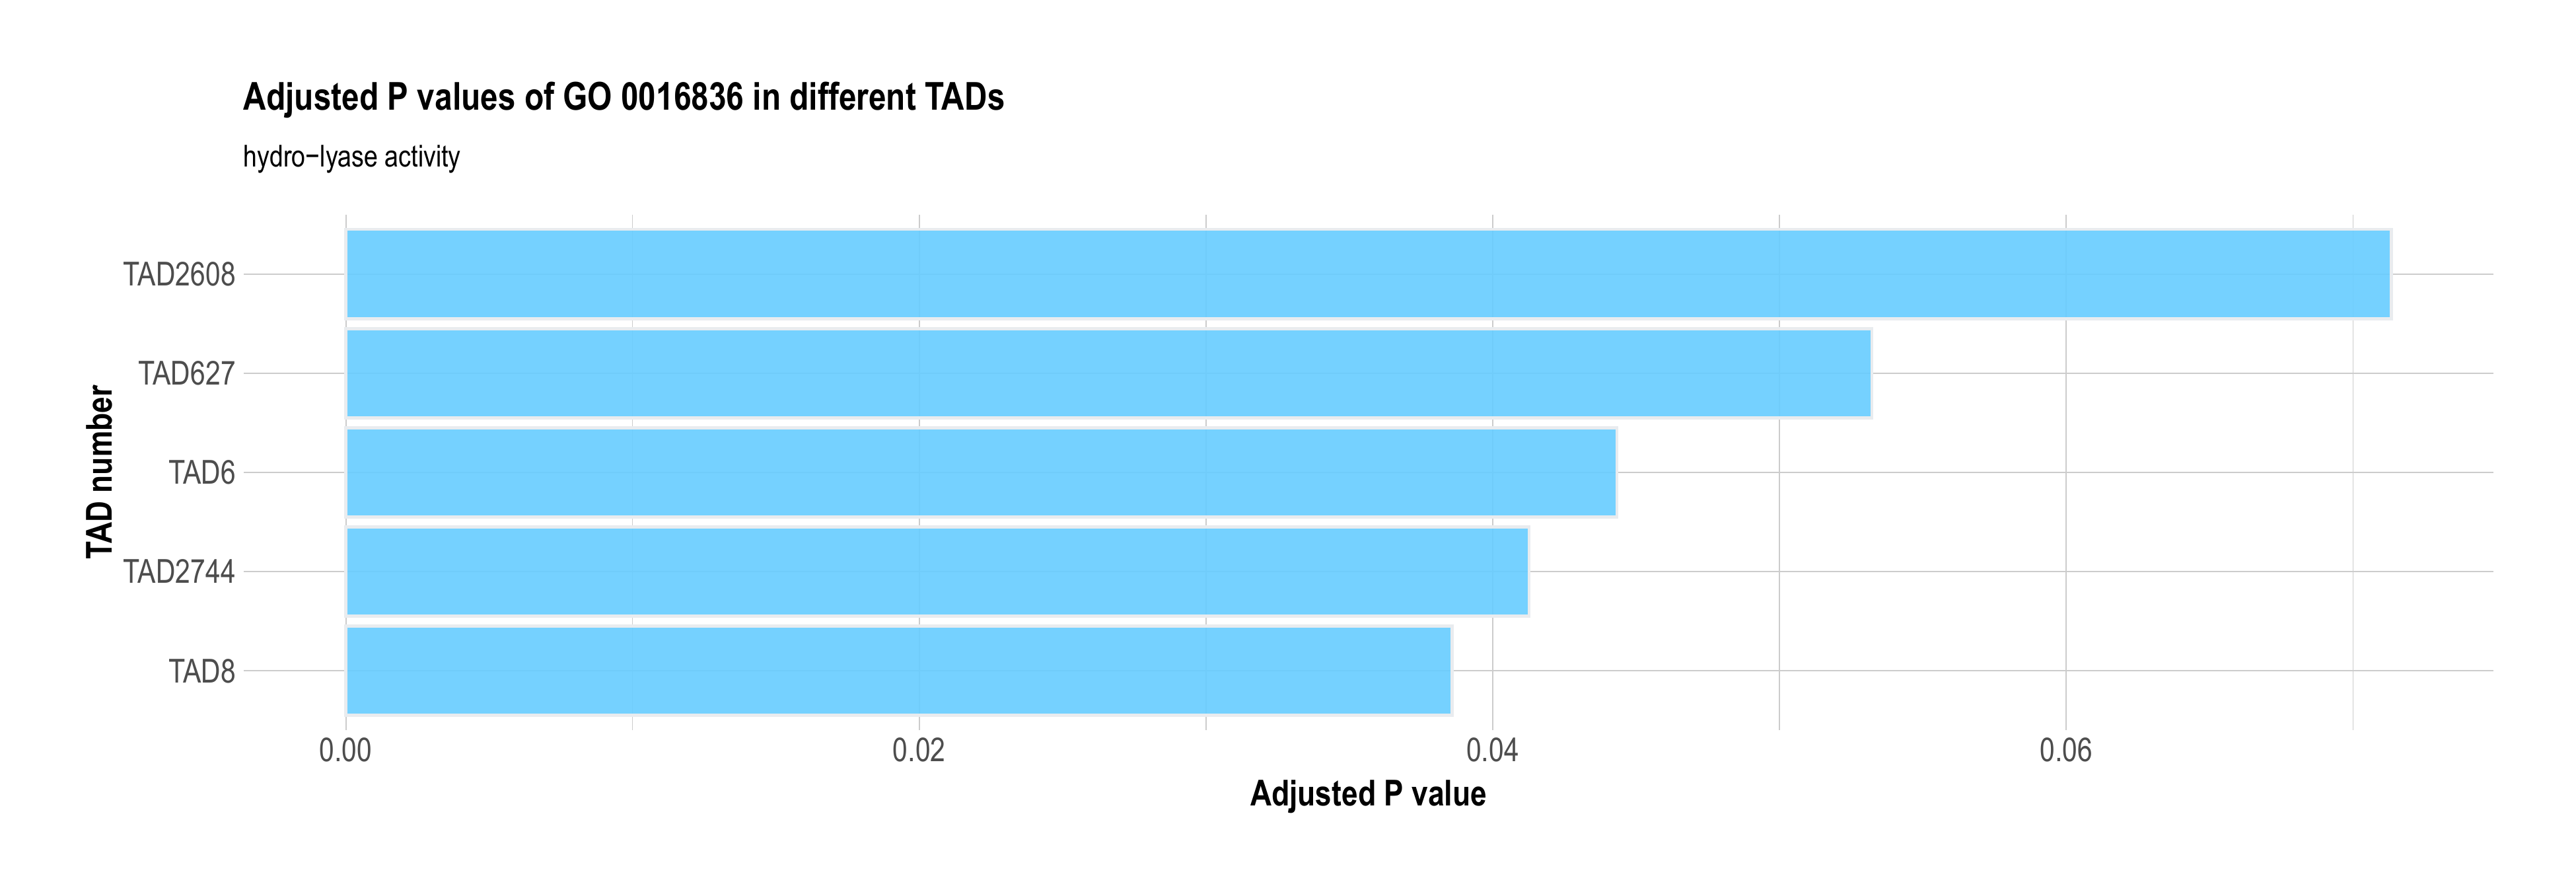 Adjusted P values of GO 0016836 in different TADs
hydro−lyase activity
TAD number
TAD2608
TAD627
TAD6
TAD2744
TAD8
0.00 0.02 0.04 0.06
Adjusted P value